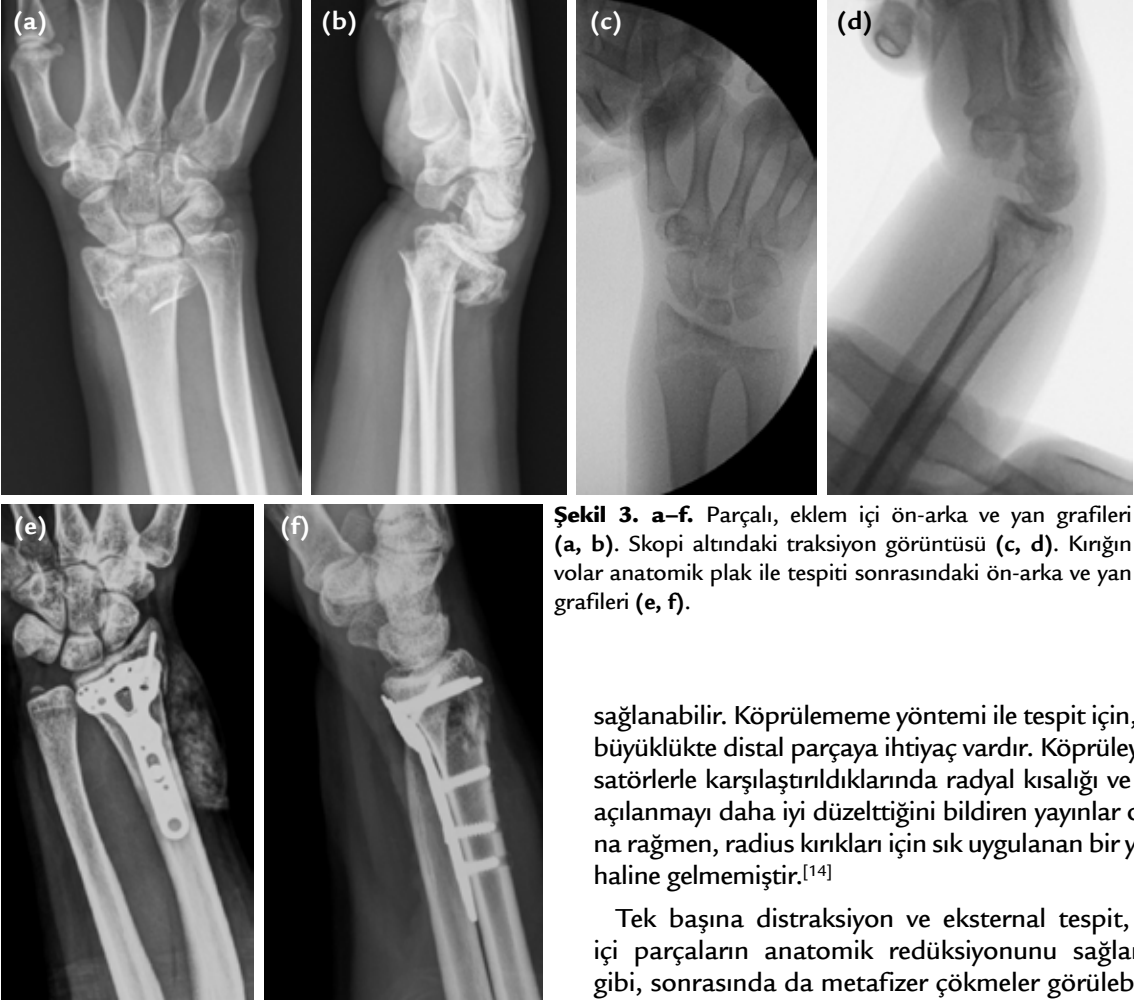 (a)
(b)
(c)
(d)
(e)
(f)
Şekil 3. a–f. Parçalı, eklem içi ön-arka ve yan grafileri
(a, b). Skopi altındaki traksiyon görüntüsü (c, d). Kırığın
volar anatomik plak ile tespiti sonrasındaki ön-arka ve yan
grafileri (e, f).
sağlanabilir. Köprülememe yöntemi ile tespit için,
büyüklükte distal parçaya ihtiyaç vardır.
satörlerle karşılaştırıldıklarında radyal kısalığı ve
açılanmayı daha iyi düzelttiğini bildiren yayınlar
na rağmen, radius kırıkları için sık uygulanan bir
haline gelmemiştir.[14]
Tek başına distraksiyon ve eksternal tespit,
içi parçaların anatomik redüksiyonunu
gibi, sonrasında da metafizer çökmeler